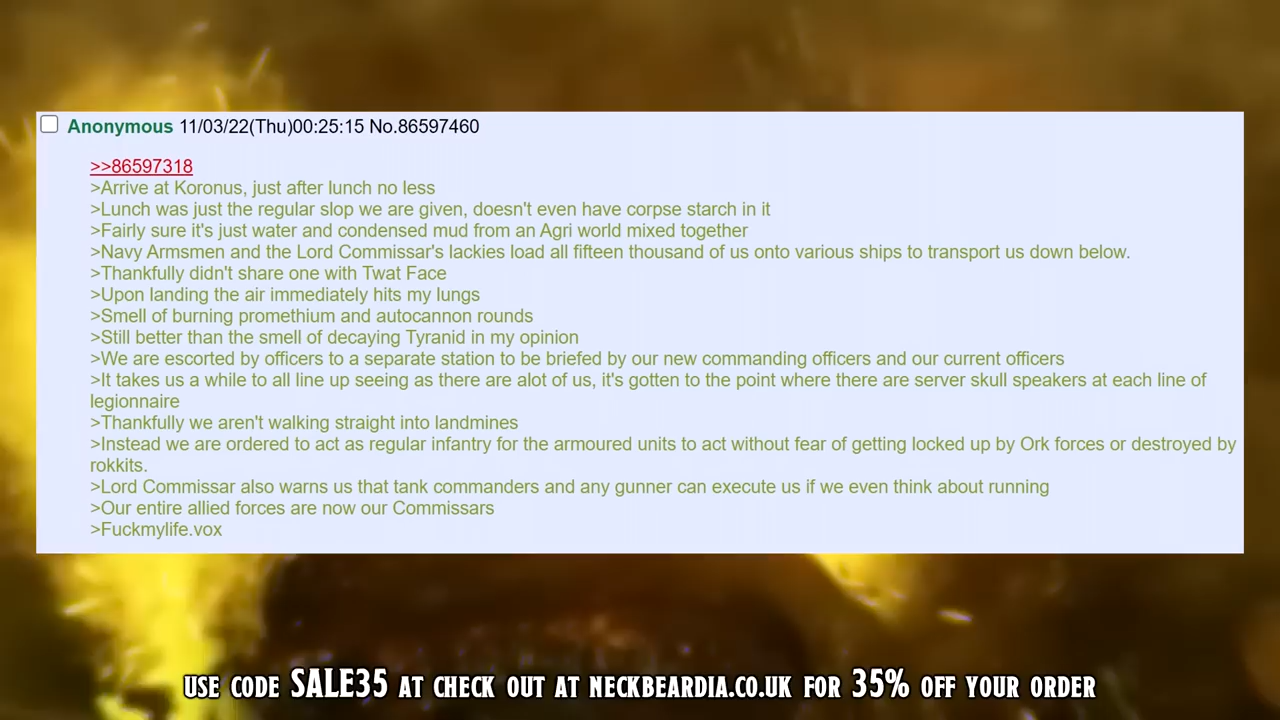 Anonymous 11/03/22(Thu)00:25:15 No.86597460
>>86597318
>Arrive at Koronus, just after lunch no less
>Lunch was just the regular slop we are given, doesn't even have corpse starch in it
>Fairly sure it's just water and condensed mud from an Agri world mixed together
>Navy Armsmen and the Lord Commissar's lackies load all fifteen thousand of us onto various ships to transport us down below.
>Thankfully didn't share one with Twat Face
>Upon landing the air immediately hits my lungs
>Smell of burning promethium and autocannon rounds
>Still better than the smell of decaying Tyranid in my opinion
>We are escorted by officers to a separate station to be briefed by our new commanding officers and our current officers
>It takes us a while to all line up seeing as there are alot of us, it's gotten to the point where there are server skull speakers at each line of
legionnaire
>Thankfully we aren't walking straight into landmines
>Instead we are ordered to act as regular infantry for the armoured units to act without fear of getting locked up by Ork forces or destroyed by
rokkits.
>Lord Commissar also warns us that tank commanders and any gunner can execute us if we even think about running
>Our entire allied forces are now our Commissars
>Fuckmylife.vox
USE CODE SALE35 AT CHECK OUT AT NECKBEARDIA.CO.UK FOR 35% OFF YOUR ORDER